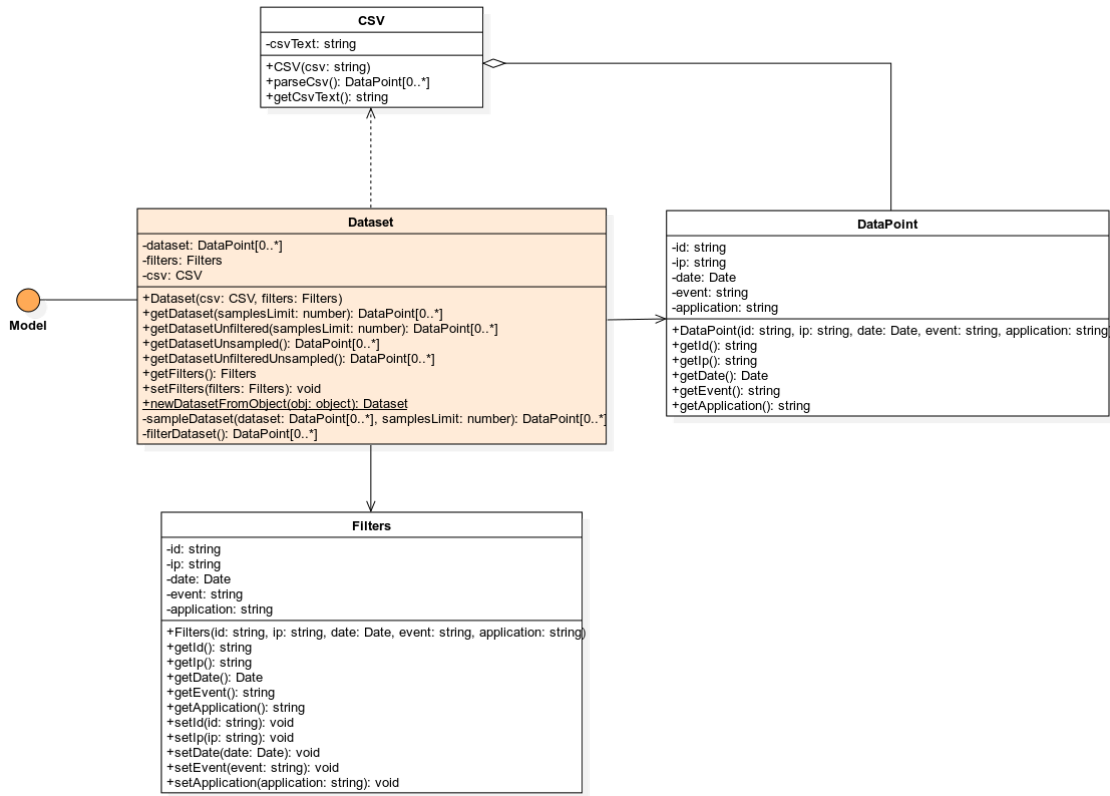 CSV
-csvText: string
+CSV(csv: string)
+parseCsv(): DataPoint[0..*]
+getCsvText(): string
Dataset
-dataset: DataPoint[0..*]
-filters: Filters
-csv: CSV
+Dataset(csv: CSV, filters: Filters)
+getDataset(samplesLimit: number): DataPoint[0..*]
+getDatasetUnfiltered(samplesLimit: number): DataPoint[0..*]
+getDatasetUnsampled(): DataPoint[0..*]
+getDatasetUnfilteredUnsampled(): DataPoint[0..*]
+getFilters(): Filters
+setFilters(filters: Filters): void
+newDatasetFromObject(obj: object): Dataset
-sampleDataset(dataset: DataPoint[0..*], samplesLimit: number): DataPoint[0..*]
-filterDataset(): DataPoint[0..*]
Model
DataPoint
-id: string
-ip: string
-date: Date
-event: string
-application: string
+DataPoint(id: string, ip: string, date: Date, event: string, application: string)
+getId(): string
+getIp(): string
+getDate(): Date
+getEvent(): string
+getApplication(): string
Filters
-id: string
-ip: string
-date: Date
-event: string
-application: string
+Filters(id: string, ip: string, date: Date, event: string, application: string)
+getId(): string
+getIp(): string
+getDate(): Date
+getEvent(): string
+getApplication(): string
+setId(id: string): void
+setIp(ip: string): void
+setDate(date: Date): void
+setEvent(event: string): void
+setApplication(application: string): void